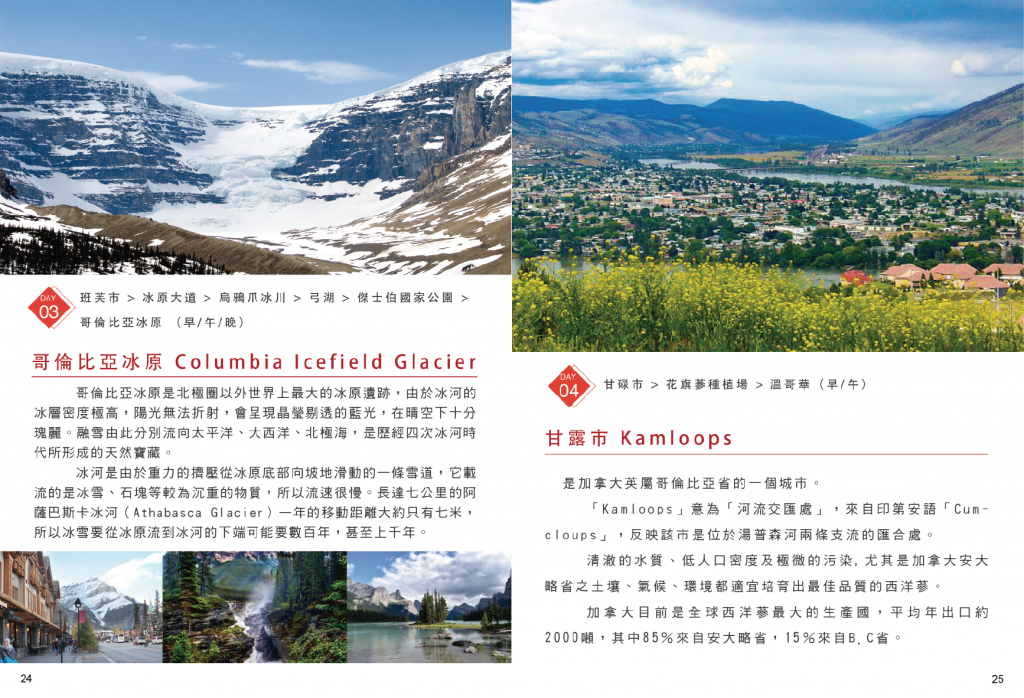 DAY
03
班芙市 > 冰原大道 > 烏鴉爪冰川 > 弓湖 > 傑士伯國家公園 >
哥倫比亞冰原 （早/午/晚）
哥倫比亞冰原 Columbia Icefield Glacier
哥倫比亞冰原是北極圈以外世界上最大的冰原遺跡，由於冰河的
冰層密度極高，陽光無法折射，會呈現晶瑩剔透的藍光，在晴空下十分
瑰麗。融雪由此分別流向太平洋、大西洋、北極海，是歷經四次冰河時
代所形成的天然寶藏。
冰河是由於重力的擠壓從冰原底部向坡地滑動的一條雪道，它載
流的是冰雪、石塊等較為沉重的物質，所以流速很慢。長達七公里的阿
薩巴斯卡冰河（Athabasca Glacier）一年的移動距離大約只有七米，
所以冰雪要從冰原流到冰河的下端可能要數百年，甚至上千年。
24
DAY
04
甘碌市 > 花旗蔘種植場 > 溫哥華（早/午）
甘露市 Kamloops
是加拿大英屬哥倫比亞省的一個城市。
「Kamloops」意為「河流交匯處」，來自印第安語「Cum-
cloups」，反映該市是位於湯普森河兩條支流的匯合處。
清澈的水質、低人口密度及極微的污染,尤其是加拿大安大
略省之土壤、氣候、環境都適宜培育出最佳品質的西洋蔘。
加拿大目前是全球西洋蔘最大的生產國，平均年出口約
2000噸，其中85%來自安大略省，15%來自B.C省。
25